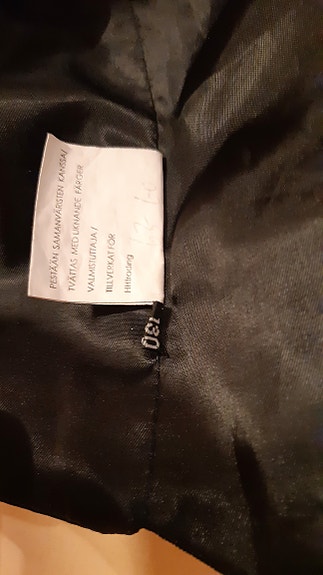 PESTÄÄN SAMANVÄRISTEN KANSSA/
TVÄTTAS MED LIKNANDE FÄRGER
VALMISTUTTAJA/
TILLVERKAT FÖR
130